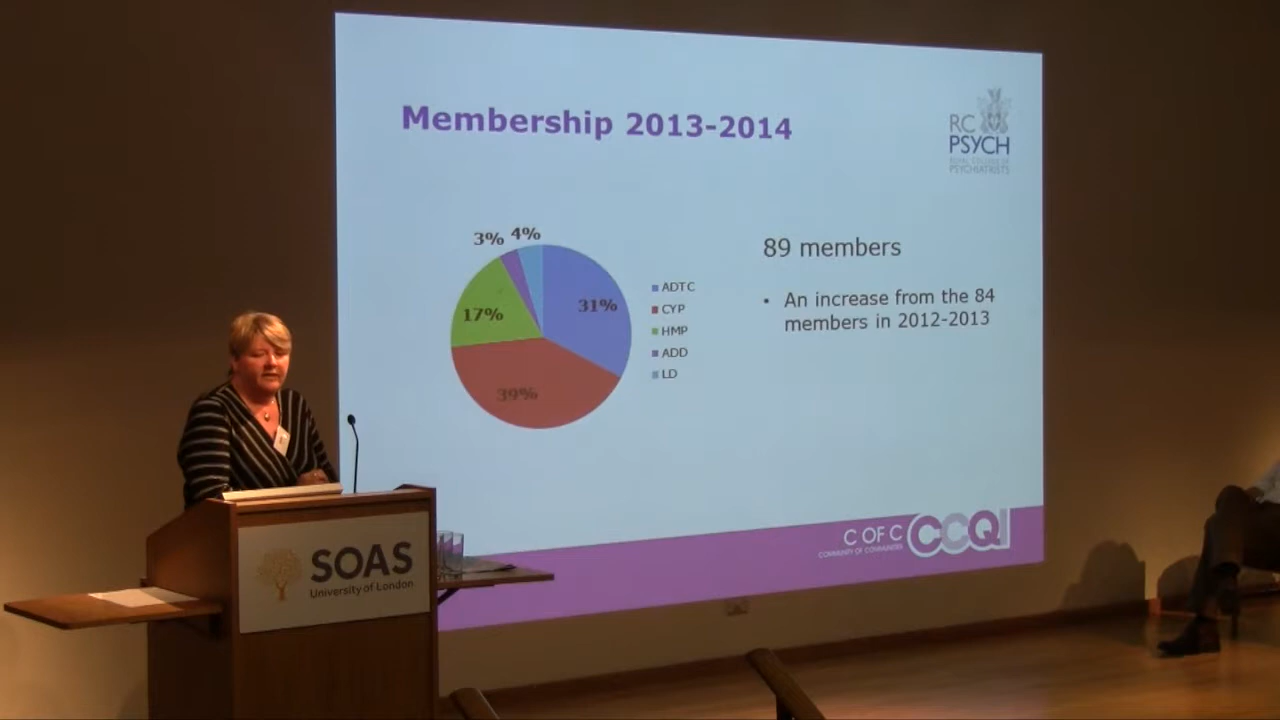 Membership 2013-2014
RC
PSYCH
ROYAL COLLEGE OF
PSYCHIATRISTS
3%
4%
31%
17%
39%
ADTC
CYP
HMP
ADD
LD
89 members
• An increase from the 84
members in 2012-2013
C OF C
COMMUNITY OF COMMUNITIES
CCQI
SOAS
University of London